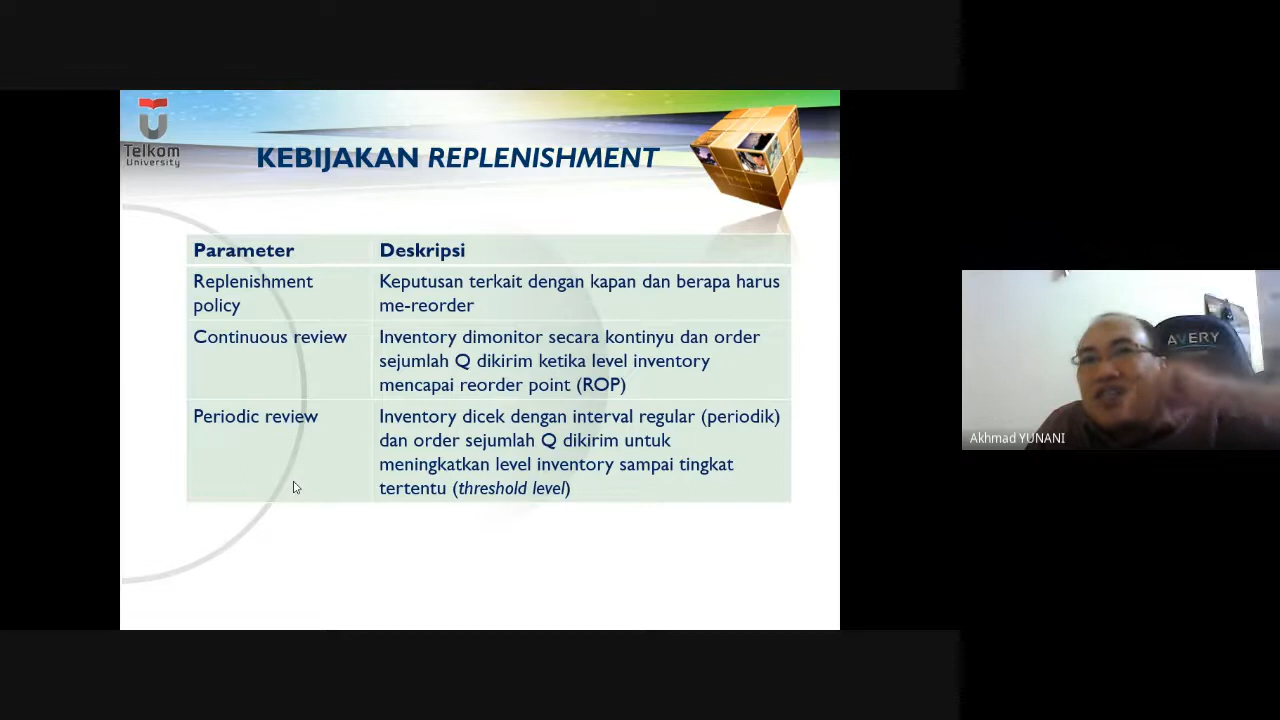 Telkom
University
KEBIJAKAN REPLENISHMENT
Parameter
Deskripsi
Replenishment
policy
Keputusan terkait dengan kapan dan berapa harus
me-reorder
Continuous review
Inventory dimonitor secara kontinyu dan order
sejumlah Q dikirim ketika level inventory
mencapai reorder point (ROP)
Periodic review
Inventory dicek dengan interval regular (periodik)
dan order sejumlah Q dikirim untuk
meningkatkan level inventory sampai tingkat
tertentu (threshold level)
AVERY
Akhmad YUNANI